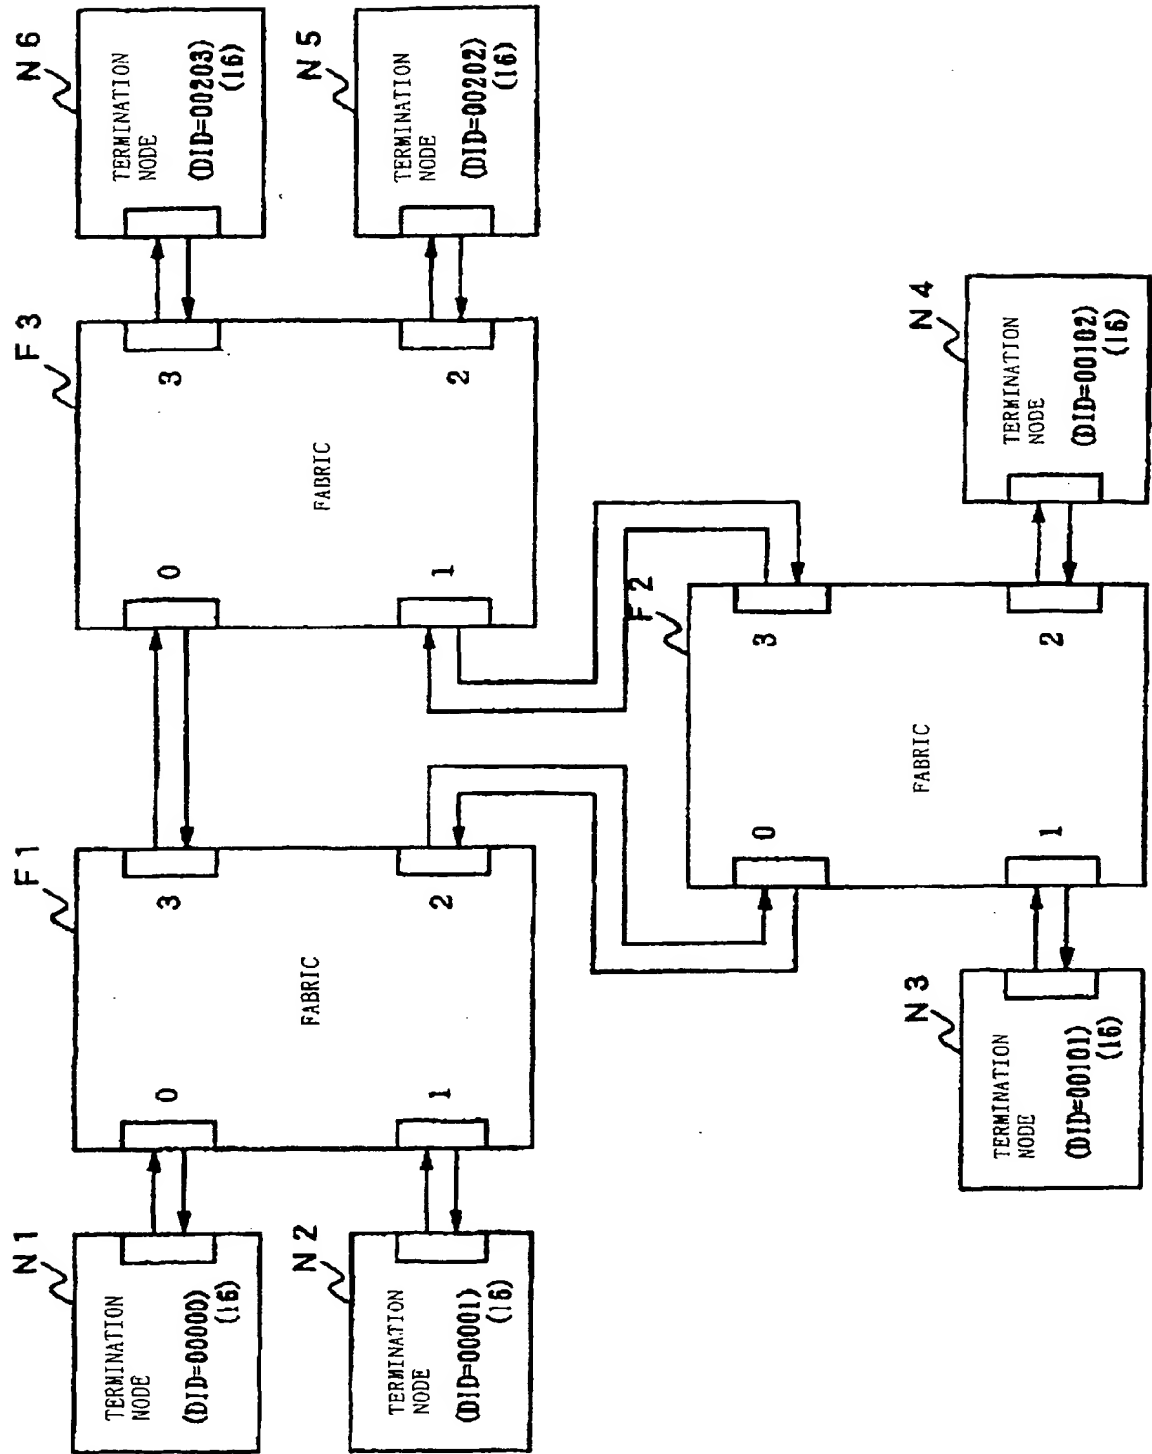 N1
TERMINATION
NODE
(DID=00000)
(16)
F1
0
3
FABRIC
1
2
F3
0
3
FABRIC
1
2
N6
TERMINATION
NODE
(DID=00203)
(16)
N2
TERMINATION
NODE
(DID=00001)
(16)
N5
TERMINATION
NODE
(DID=00202)
(16)
F2
0
3
FABRIC
1
2
N3
TERMINATION
NODE
(DID=00101)
(16)
N4
TERMINATION
NODE
(DID=00102)
(16)